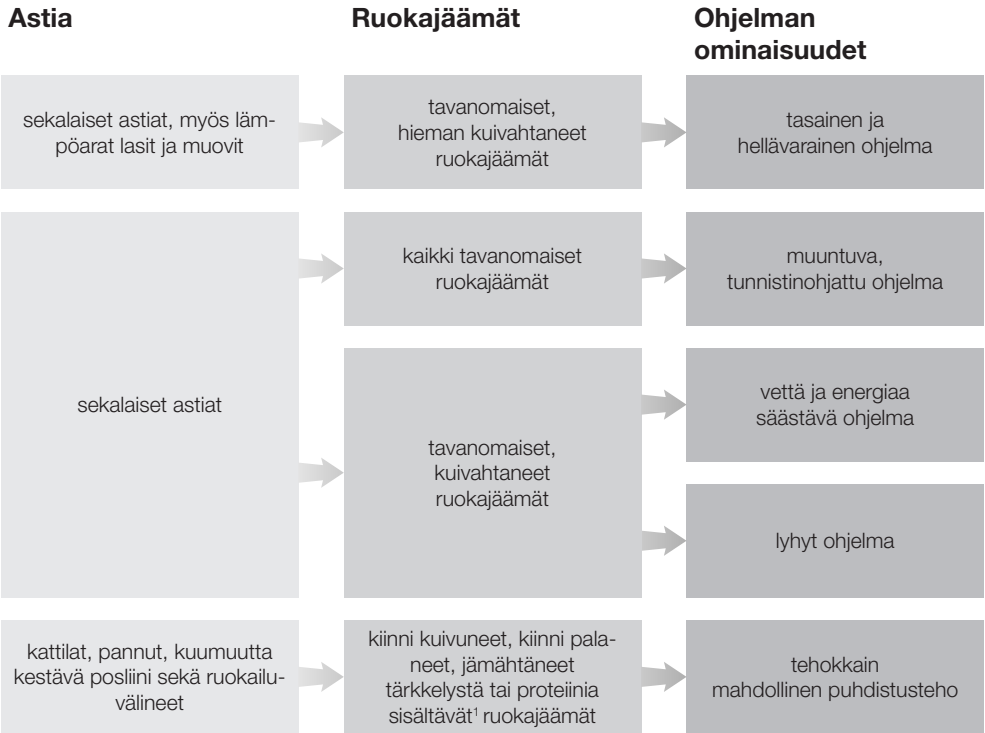 Astia
Ruokajäämät
Ohjelman
ominaisuudet
sekalaiset astiat, myös läm-
pöarat lasit ja muovit
tavanomaiset,
hieman kuivahtaneet
ruokajäämät
tasainen ja
hellävarainen ohjelma
sekalaiset astiat
kaikki tavanomaiset
ruokajäämät
muuntuva,
tunnistinohjattu ohjelma
tavanomaiset,
kuivahtaneet
ruokajäämät
vettä ja energiaa
säästävä ohjelma
lyhyt ohjelma
kattilat, pannut, kuumuutta
kestävä posliini sekä ruokailu-
välineet
kiinni kuivuneet, kiinni pala-
neet, jämähtäneet
tärkkelystä tai proteiinia
sisältävät¹ ruokajäämät
tehokkain
mahdollinen puhdistusteho